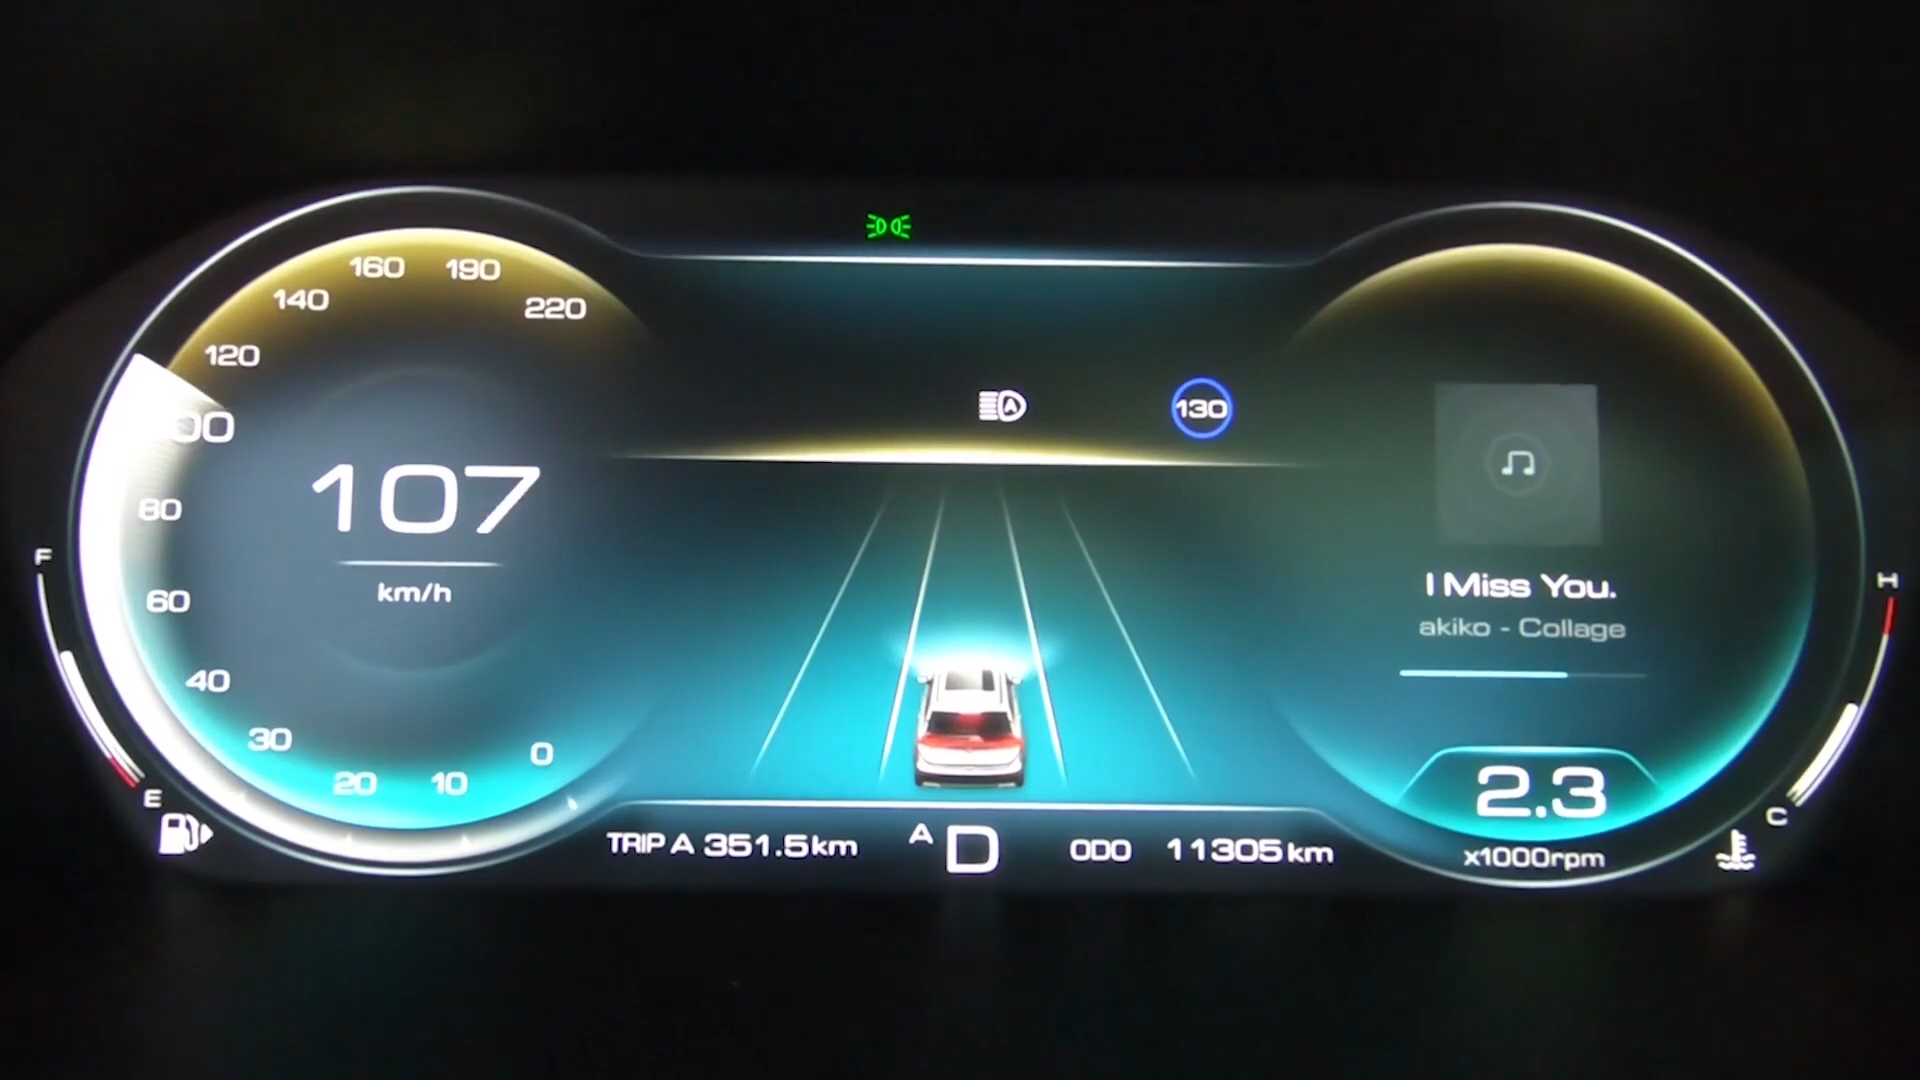 160
190
140
220
120
00
80
60
40
30
20
10
0
107
km/h
F
E
A
130
I Miss You.
akiko - Collage
2.3
x1000rpm
H
C
TRIP A 351.5km
A
D
ODO 11305km